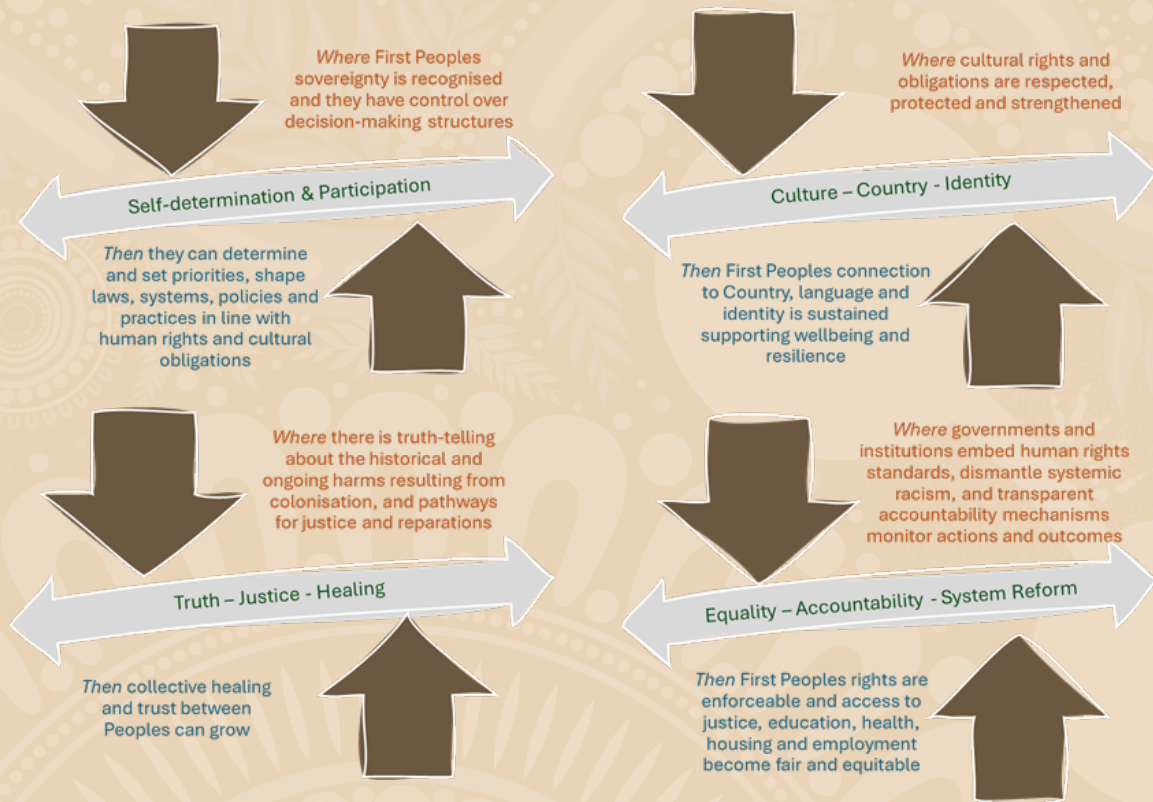 Where First Peoples
sovereignty is recognised
and they have control over
decision-making structures
Self-determination & Participation
Then they can determine
and set priorities, shape
laws, systems, policies and
practices in line with
human rights and cultural
obligations
Where cultural rights and
obligations are respected,
protected and strengthened
Culture – Country - Identity
Then First Peoples connection
to Country, language and
identity is sustained
supporting wellbeing and
resilience
Where there is truth-telling
about the historical and
ongoing harms resulting from
colonisation, and pathways
for justice and reparations
Truth – Justice - Healing
Then collective healing
and trust between
Peoples can grow
Where governments and
institutions embed human rights
standards, dismantle systemic
racism, and transparent
accountability mechanisms
monitor actions and outcomes
Equality – Accountability - System Reform
Then First Peoples rights are
enforceable and access to
justice, education, health,
housing and employment
become fair and equitable